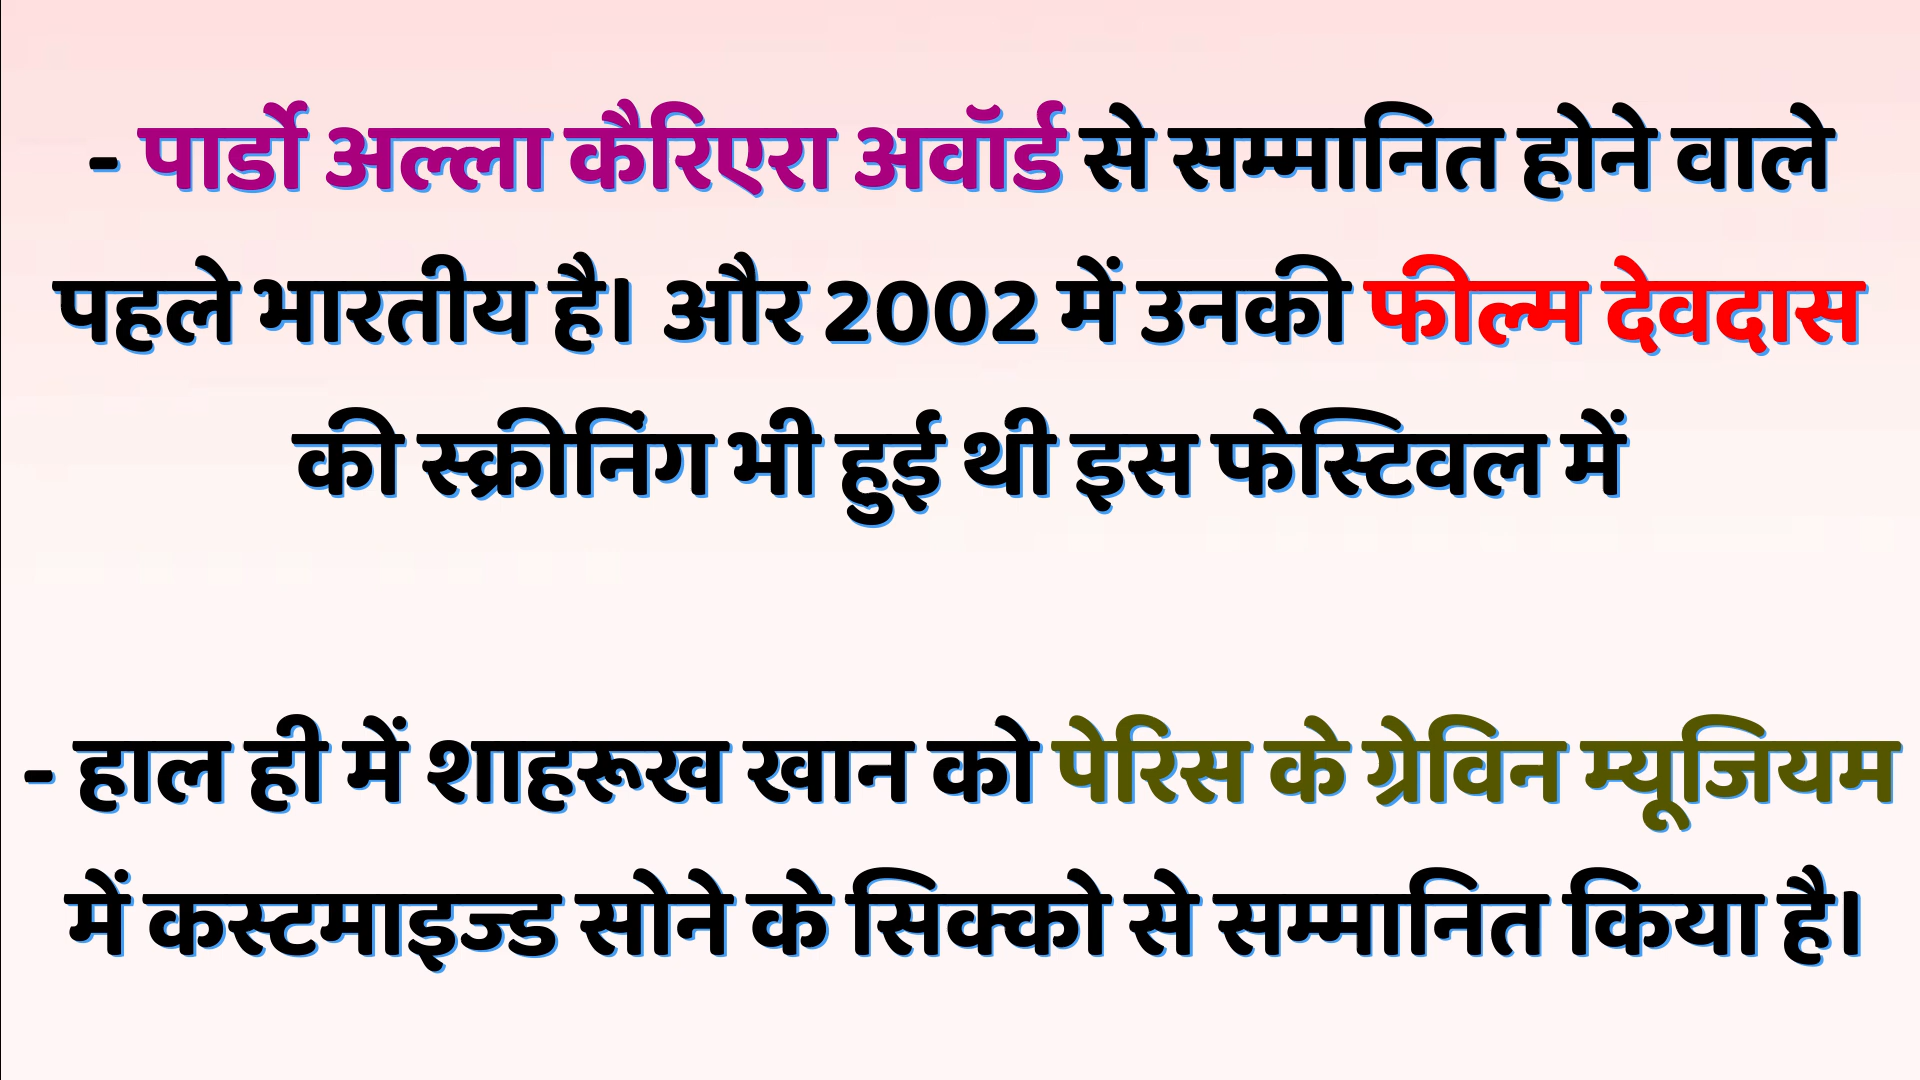 - पार्डो अल्ला कैरिएरा अवॉर्ड से सम्मानित होने वाले
पहले भारतीय है। और 2002 में उनकी फील्म देवदास
की स्क्रीनिंग भी हुई थी इस फेस्टिवल में
- हाल ही में शाहरूख खान को पेरिस के ग्रेविन म्यूजियम
में कस्टमाइज्ड सोने के सिक्को से सम्मानित किया है।